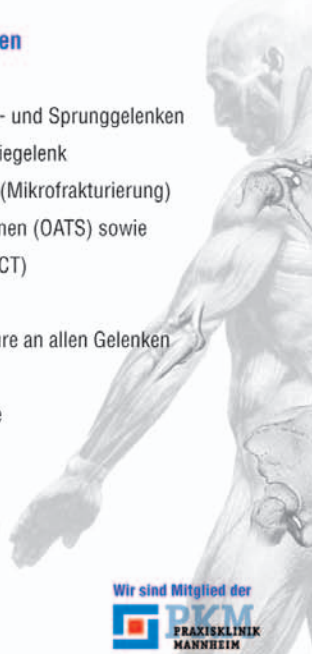 en
- und Sprunggelenken
iegelenk
(Mikrofrakturierung)
nen (OATS) sowie
CT)
re an allen Gelenken
e
Wir sind Mitglied der
PKM
PRAXISKLINIK
MANNHEIM